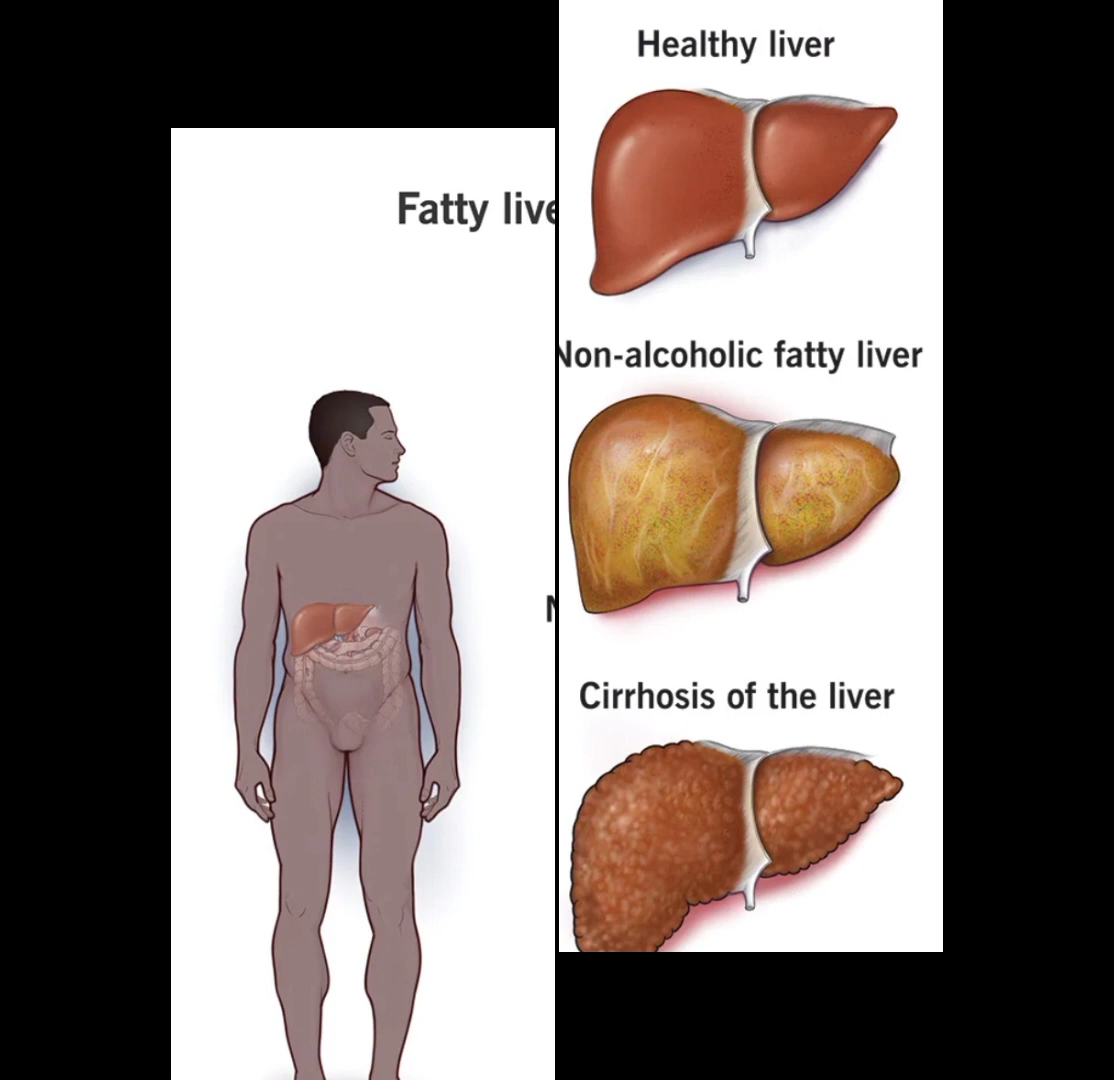 Fatty live
Healthy liver
Non-alcoholic fatty liver
N
Cirrhosis of the liver